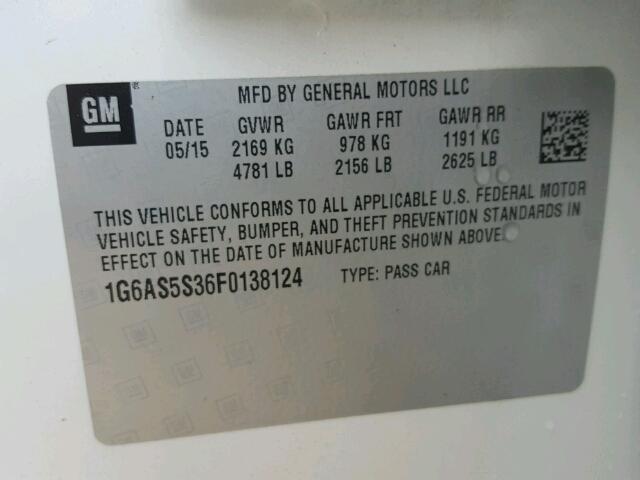 GM
MFD BY GENERAL MOTORS LLC
DATE GVWR GAWR FRT GAWR RR
05/15 2169 KG 978 KG 1191 KG
4781 LB 2156 LB 2625 LB
THIS VEHICLE CONFORMS TO ALL APPLICABLE U.S. FEDERAL MOTOR
VEHICLE SAFETY, BUMPER, AND THEFT PREVENTION STANDARDS IN
EFFECT ON THE DATE OF MANUFACTURE SHOWN ABOVE.
1G6AS5S36F0138124 TYPE: PASS CAR